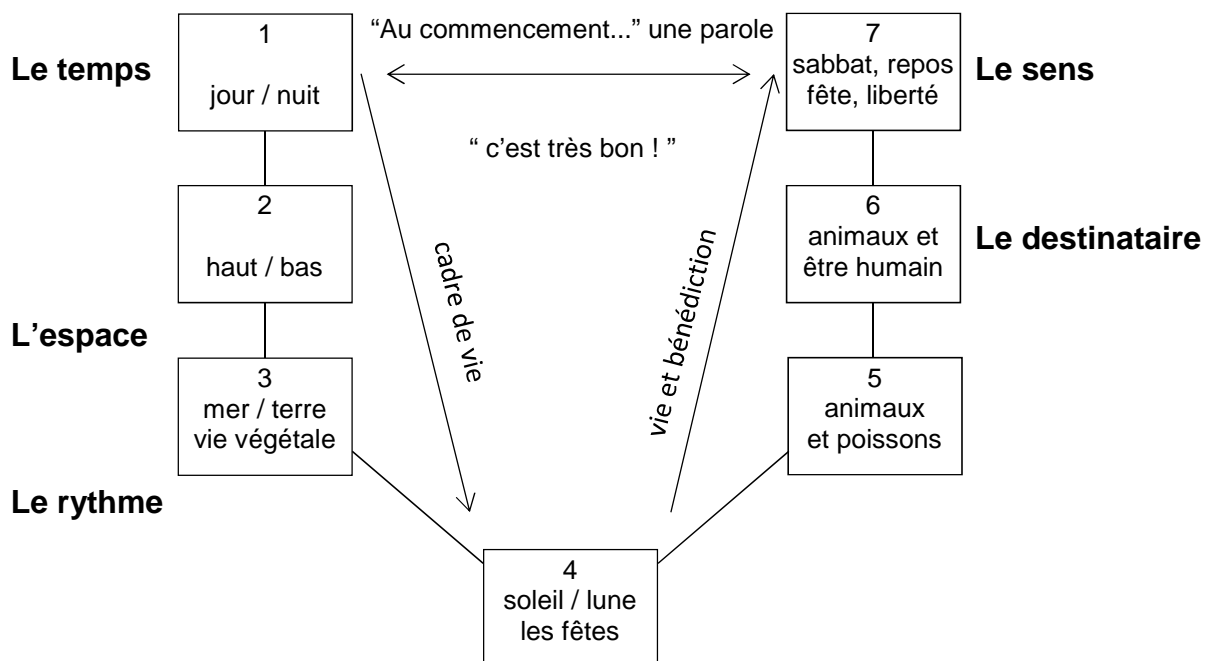 1
“Au commencement...” une parole
7
Le temps
jour / nuit
sabbat, repos
fête, liberté
Le sens
“ c’est très bon ! ”
2
haut / bas
6
animaux et
être humain
Le destinataire
cadre de vie
vie et bénédiction
L’espace
3
mer / terre
vie végétale
5
animaux
et poissons
Le rythme
4
soleil / lune
les fêtes